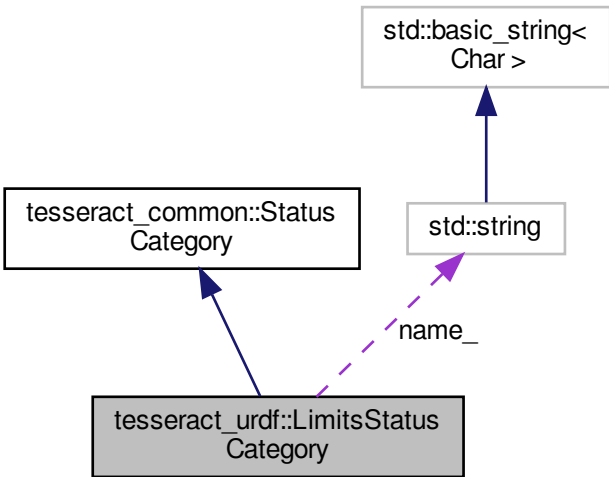 std::basic_string<
Char >
tesseract_common::Status
Category
std::string
name_
tesseract_urdf::LimitsStatus
Category